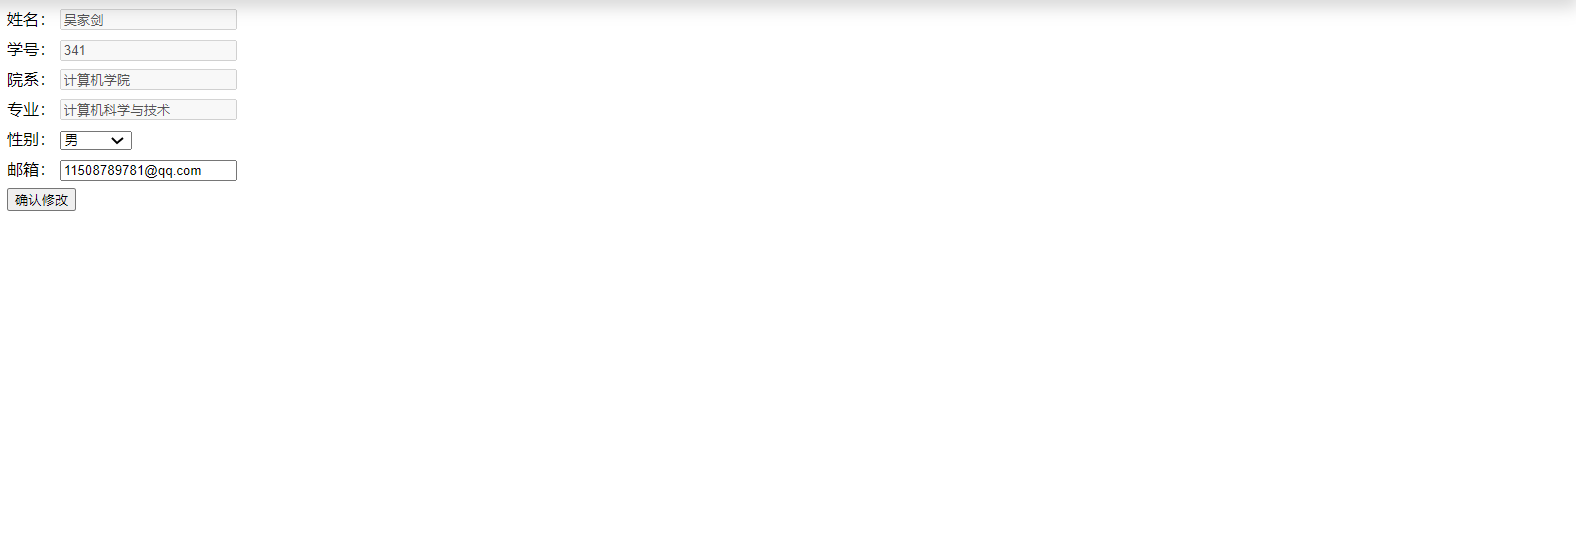 姓名： 吴家剑
学号： 341
院系： 计算机学院
专业： 计算机科学与技术
性别： 男
邮箱： 11508789781@qq.com
确认修改